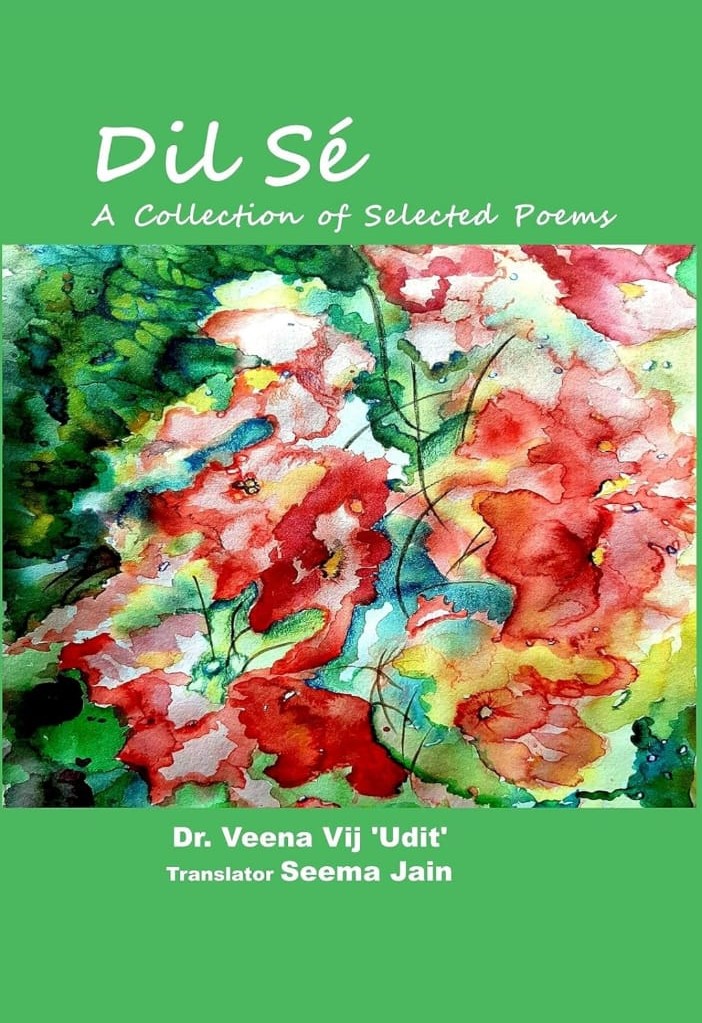 Dil Sé
A Collection of Selected Poems
Dr. Veena Vij 'Udit'
Translator Seema Jain